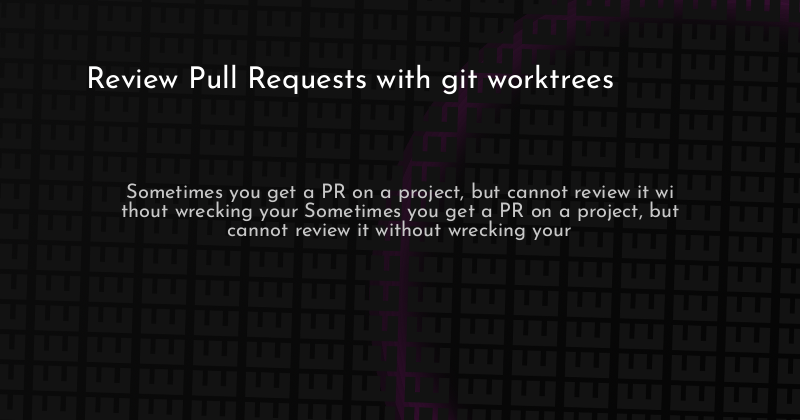 Review Pull Requests with git worktrees
Sometimes you get a PR on a project, but cannot review it wi
thout wrecking your Sometimes you get a PR on a project, but
cannot review it without wrecking your